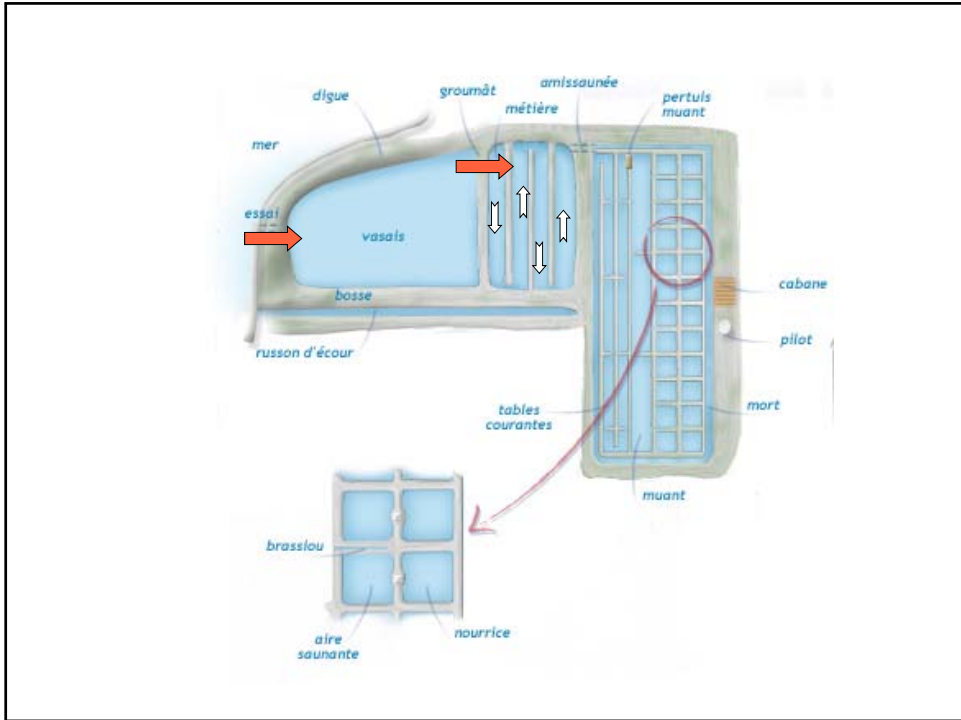 digue
groumât
amissaunée
métière
pertuis
muant
mer
essai
vasais
bosse
cabane
russon d'écour
pilot
tables
courantes
mort
muant
brassiou
aire
saunante
nourrice